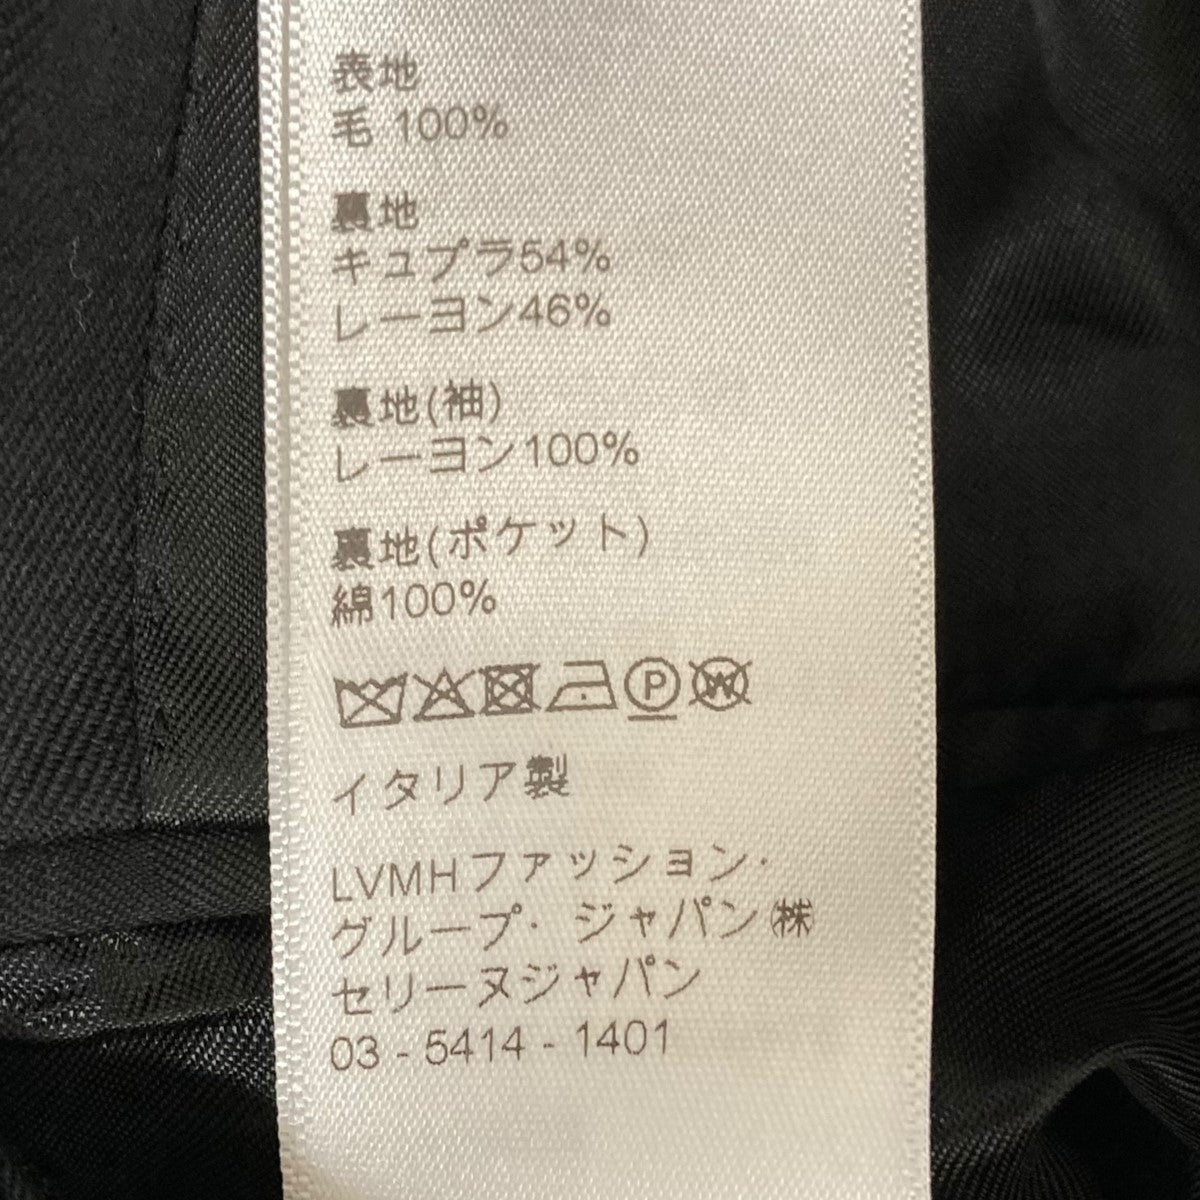 表地
毛 100%
裏地
キュプラ54%
レーヨン46%
裏地(袖)
レーヨン100%
裏地(ポケット)
綿100%
P W
イタリア製
LVMHファッション・
グループ・ ジャパン㈱
セリーヌジャパン
03 - 5414 - 1401